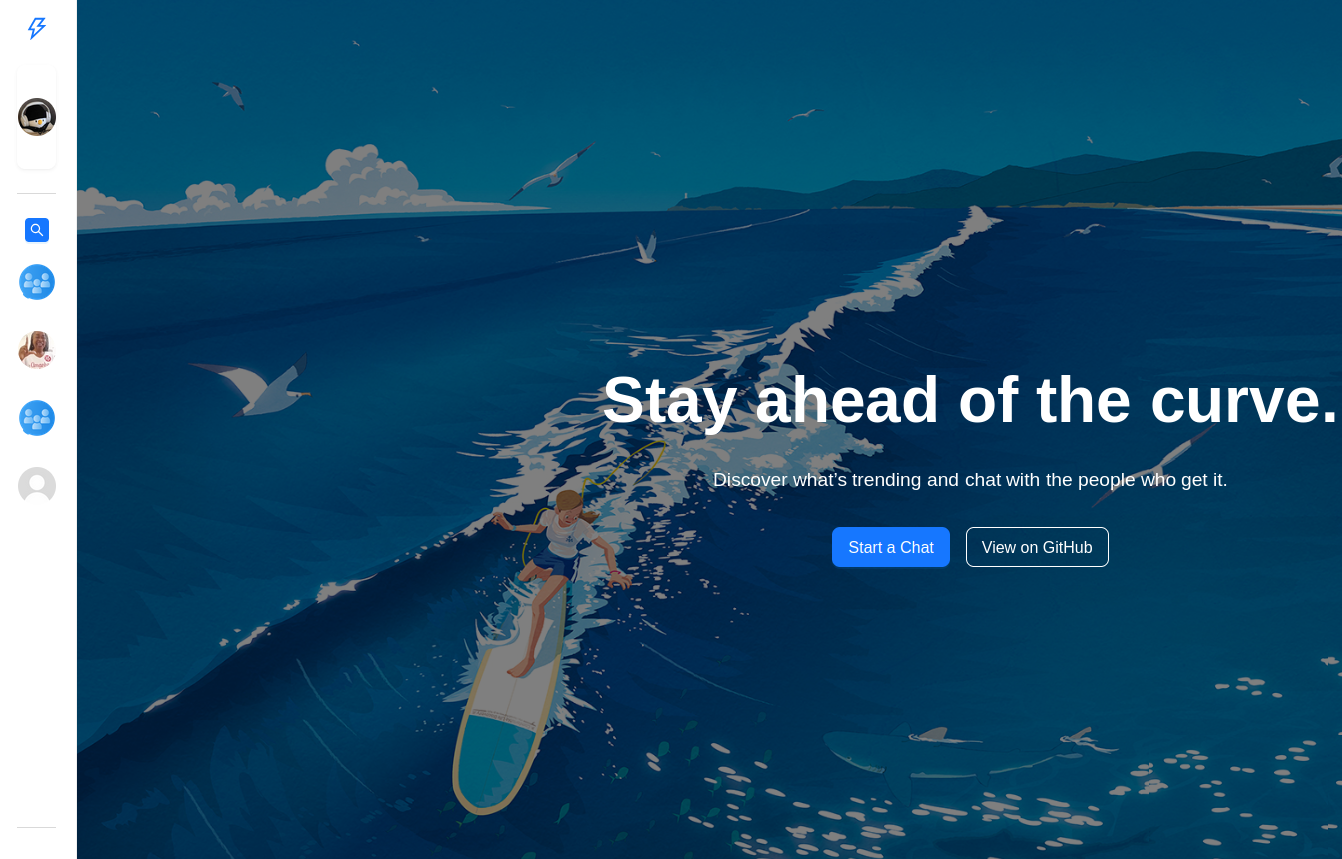 Stay ahead of the curve.
Discover what’s trending and chat with the people who get it.
Start a Chat
View on GitHub